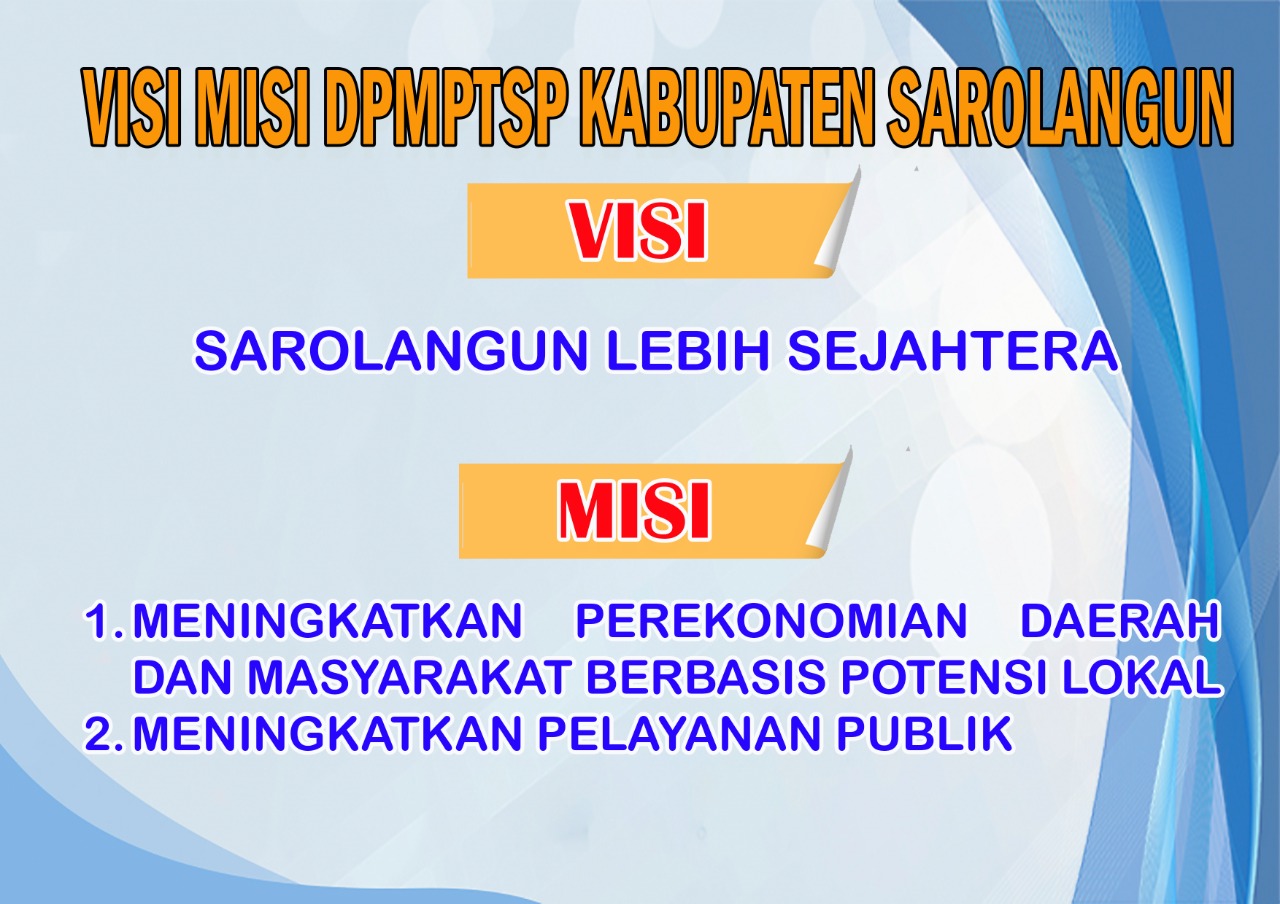 VISI MISI DPMPTSP KABUPATEN SAROLANGUN
VISI
SAROLANGUN LEBIH SEJAHTERA
MISI
1. MENINGKATKAN PEREKONOMIAN DAERAH
DAN MASYARAKAT BERBASIS POTENSI LOKAL
2. MENINGKATKAN PELAYANAN PUBLIK